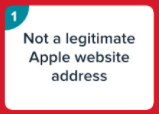 1
Not a legitimate
Apple website
address